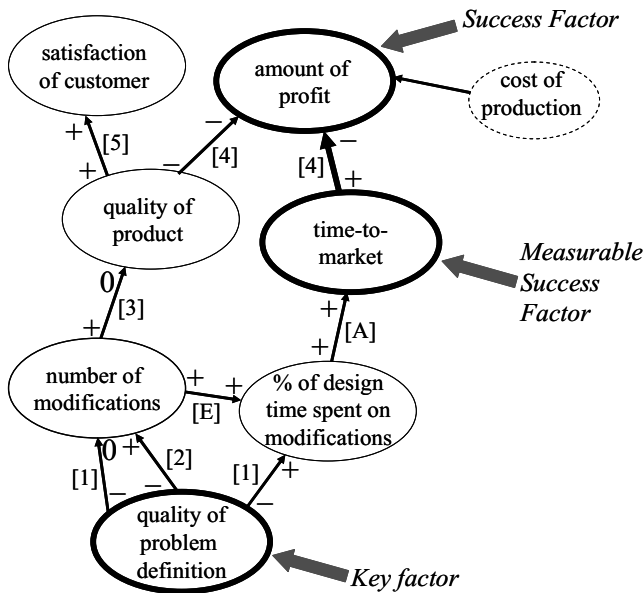 Success Factor
satisfaction
of customer
amount of
profit
cost of
production
+
[5]
+
−
−
[4]
−
[4]
+
quality of
product
time-to-
market
Measurable
Success
Factor
0
[3]
+
+
[A]
+
number of
modifications
+
[E]
+
% of design
time spent on
modifications
0
+
[1]
−
[2]
−
[1]
+
−
quality of
problem
definition
Key factor